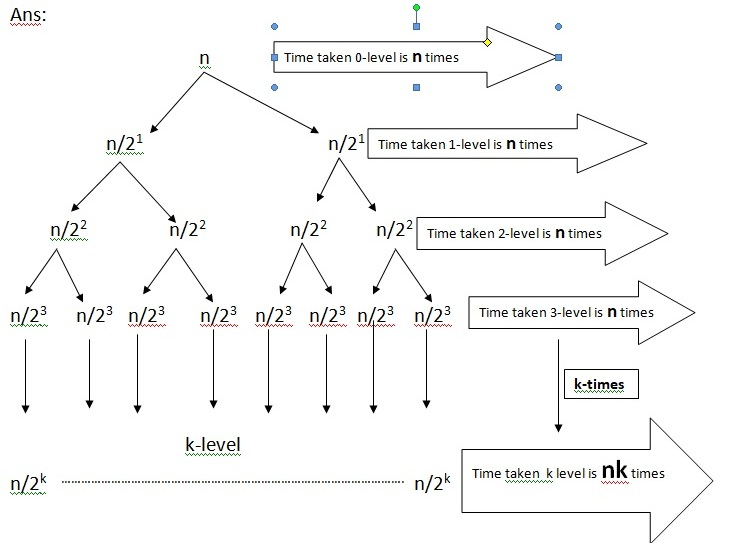 Ans:
n
Time taken 0-level is n times
n/2¹ n/2¹
Time taken 1-level is n times
n/2² n/2² n/2² n/2²
Time taken 2-level is n times
n/2³ n/2³ n/2³ n/2³ n/2³ n/2³ n/2³ n/2³
Time taken 3-level is n times
k-times
k-level
n/2ᵏ n/2ᵏ
Time taken k level is nk times